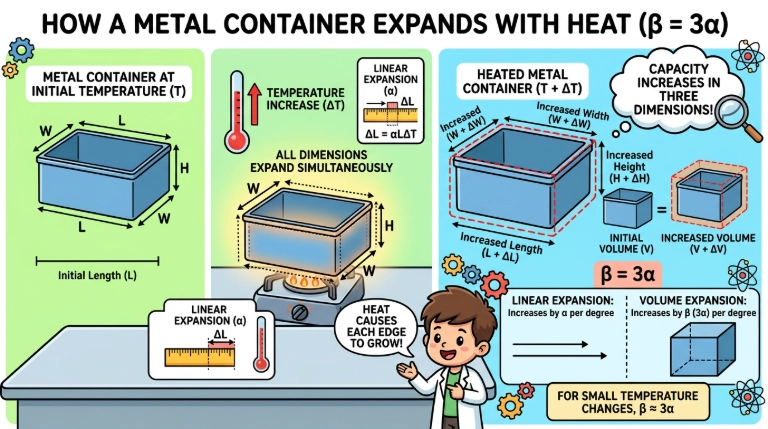 HOW A METAL CONTAINER EXPANDS WITH HEAT (β = 3α)
METAL CONTAINER AT
INITIAL TEMPERATURE (T)
L
W
H
W
L
Initial Length (L)
TEMPERATURE
INCREASE (ΔT)
LINEAR
EXPANSION (α)
ΔL
ΔL = αLΔT
ALL DIMENSIONS
EXPAND SIMULTANEOUSLY
W
L
H
W
LINEAR
EXPANSION (α)
ΔL
HEAT
CAUSES
EACH EDGE
TO GROW!
HEATED METAL
CONTAINER (T + ΔT)
CAPACITY
INCREASES IN
THREE
DIMENSIONS!
Increased
(W + ΔW)
Increased Width
(W + ΔW)
Increased
Height
(H + ΔH)
Increased Length
(L + ΔL)
=
INITIAL
VOLUME (V)
INCREASED VOLUME
(V + ΔV)
β = 3α
LINEAR EXPANSION:
Increases by α per degree
VOLUME EXPANSION:
Increases by β (3α) per degree
FOR SMALL TEMPERATURE
CHANGES, β ≈ 3α